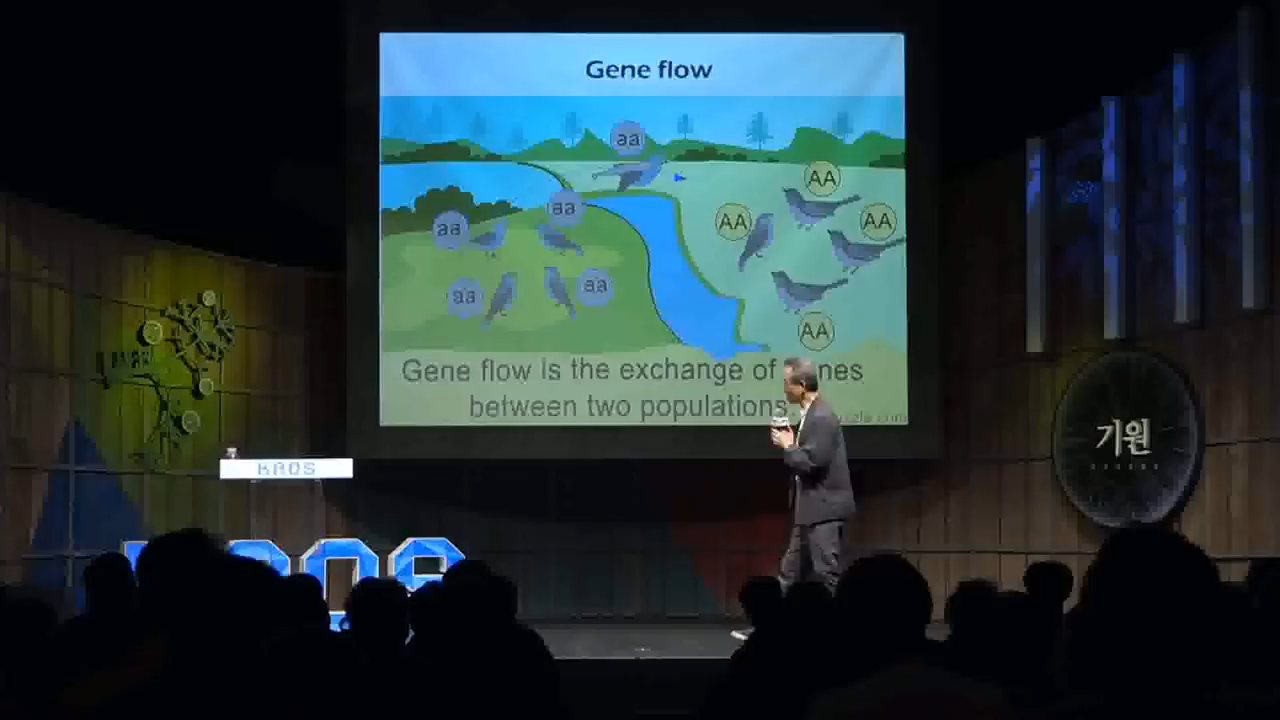 Gene flow
aa
AA
aa
AA
AA
aa
aa
aa
AA
Gene flow is the exchange of
between two populations
KAOS
기원